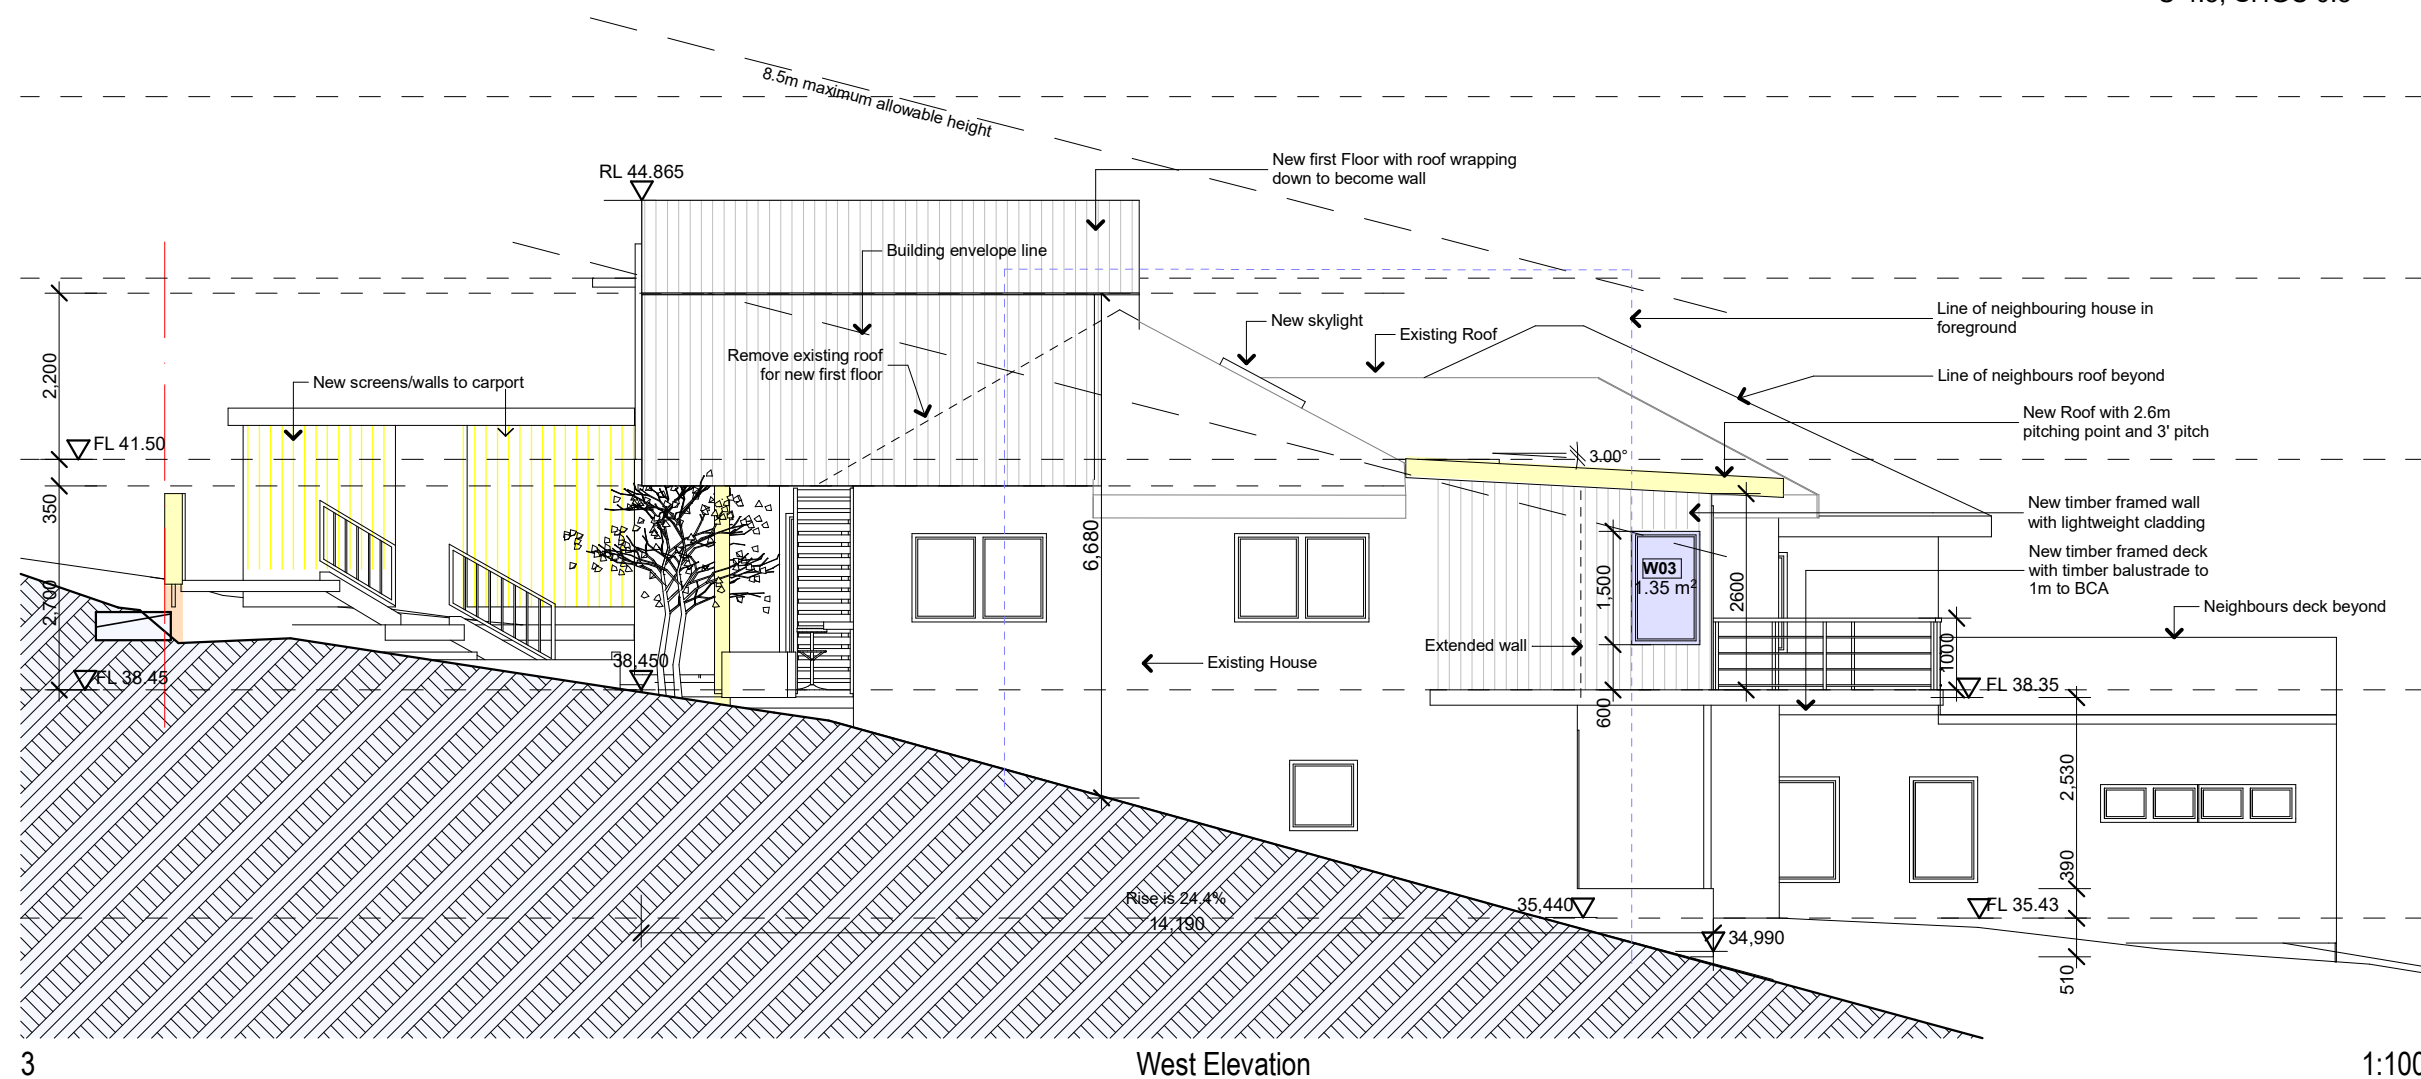 8.5m maximum allowable height
RL 44.865
New first Floor with roof wrapping
down to become wall
Building envelope line
Line of neighbouring house in
foreground
New skylight
Existing Roof
Remove existing roof
for new first floor
New screens/walls to carport
Line of neighbours roof beyond
New Roof with 2.6m
pitching point and 3' pitch
2,200
FL 41.50
3.00°
350
New timber framed wall
with lightweight cladding
6,680
New timber framed deck
with timber balustrade to
1m to BCA
W03
1.35 m²
1,500
2600
2,700
Neighbours deck beyond
Extended wall
1000
38,450
Existing House
FL 38.45
FL 38.35
600
2,530
390
Rise is 24.4%
14,190
35,440
FL 35.43
34,990
510
3
West Elevation
1:100